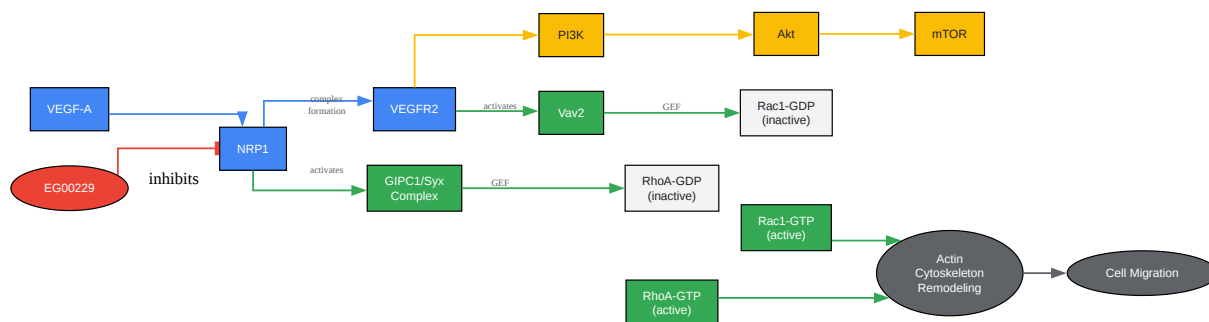 PI3K
Akt
mTOR
VEGF-A
complex
formation
VEGFR2
activates
Vav2
GEF
Rac1-GDP
(inactive)
NRP1
EG00229
inhibits
activates
GIPC1/Syx
Complex
GEF
RhoA-GDP
(inactive)
Rac1-GTP
(active)
RhoA-GTP
(active)
Actin
Cytoskeleton
Remodeling
Cell Migration